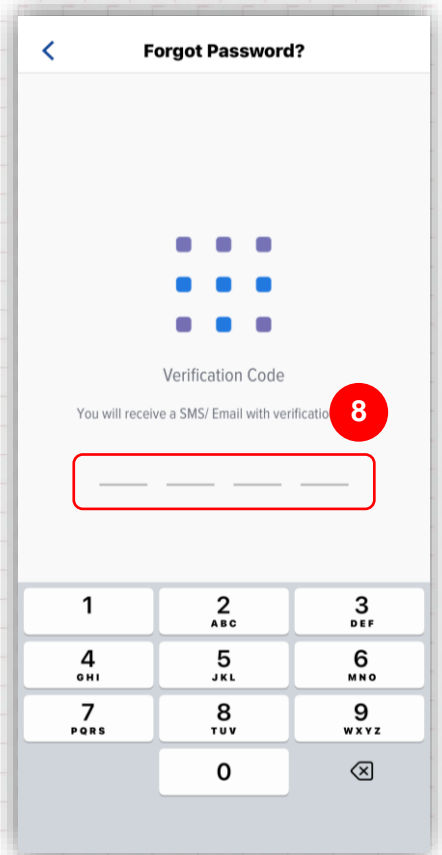 Forgot Password?
Verification Code
You will receive a SMS/ Email with
8
1
2
ABC
3
DEF
4
GHI
5
JKL
6
MNO
7
PQRS
8
TUV
9
WXYZ
0